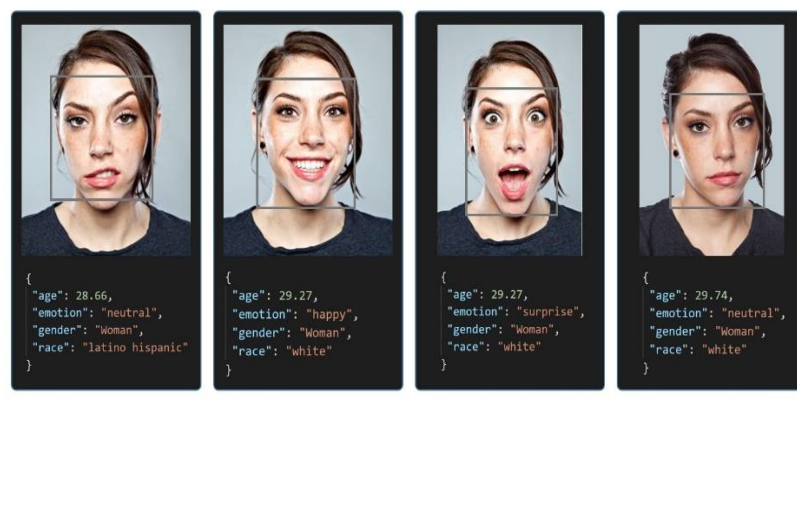 {
"age": 28.66,
"emotion": "neutral",
"gender": "Woman",
"race": "latino hispanic"
}
{
"age": 29.27,
"emotion": "happy",
"gender": "Woman",
"race": "white"
}
{
"age": 29.27,
"emotion": "surprise",
"gender": "Woman",
"race": "white"
}
{
"age": 29.74,
"emotion": "neutral",
"gender": "Woman",
"race": "white"
}